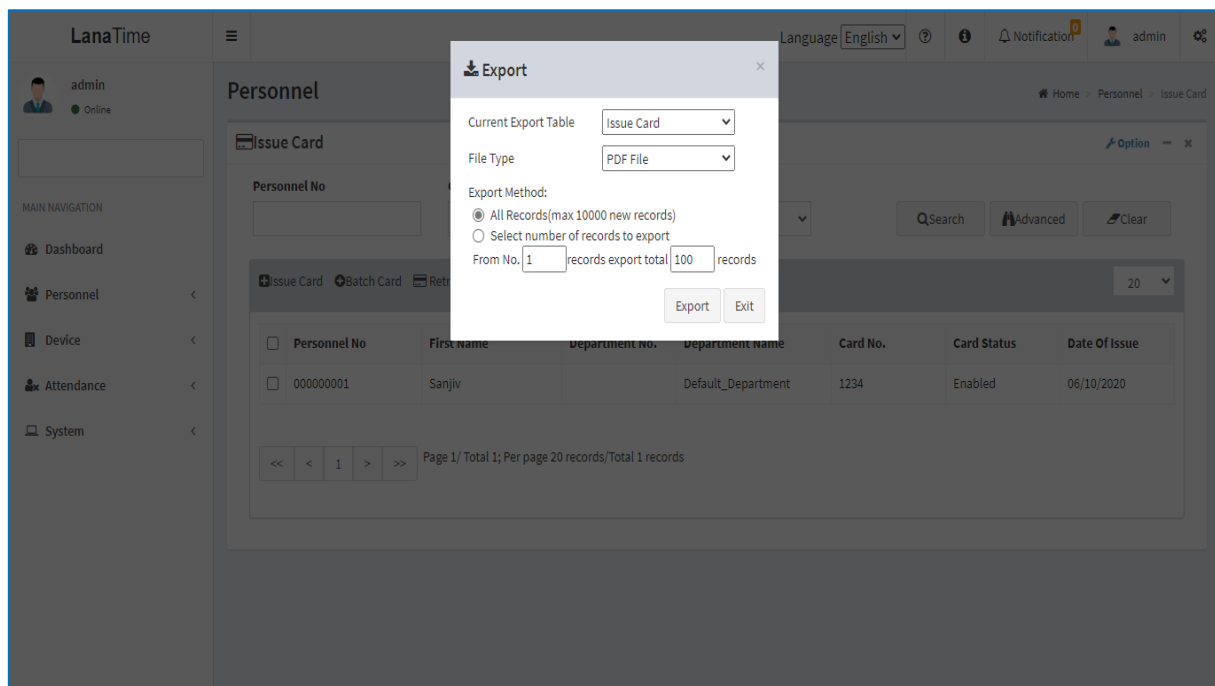 LanaTime
Language English
Notification 0
admin
admin
Online
Personnel
Home > Personnel > Issue Card
Issue Card
Option
Personnel No
Search
Advanced
Clear
MAIN NAVIGATION
Dashboard
Personnel
Device
Attendance
System
Export
×
Current Export Table Issue Card
File Type PDF File
Export Method:
All Records(max 10000 new records)
Select number of records to export
From No. 1 records export total 100 records
Export Exit
Issue Card Batch Card Retr
20
Personnel No First Name Department No. Department Name Card No. Card Status Date Of Issue
000000001 Sanjiv Default_Department 1234 Enabled 06/10/2020
<< < 1 > >> Page 1/ Total 1; Per page 20 records/Total 1 records